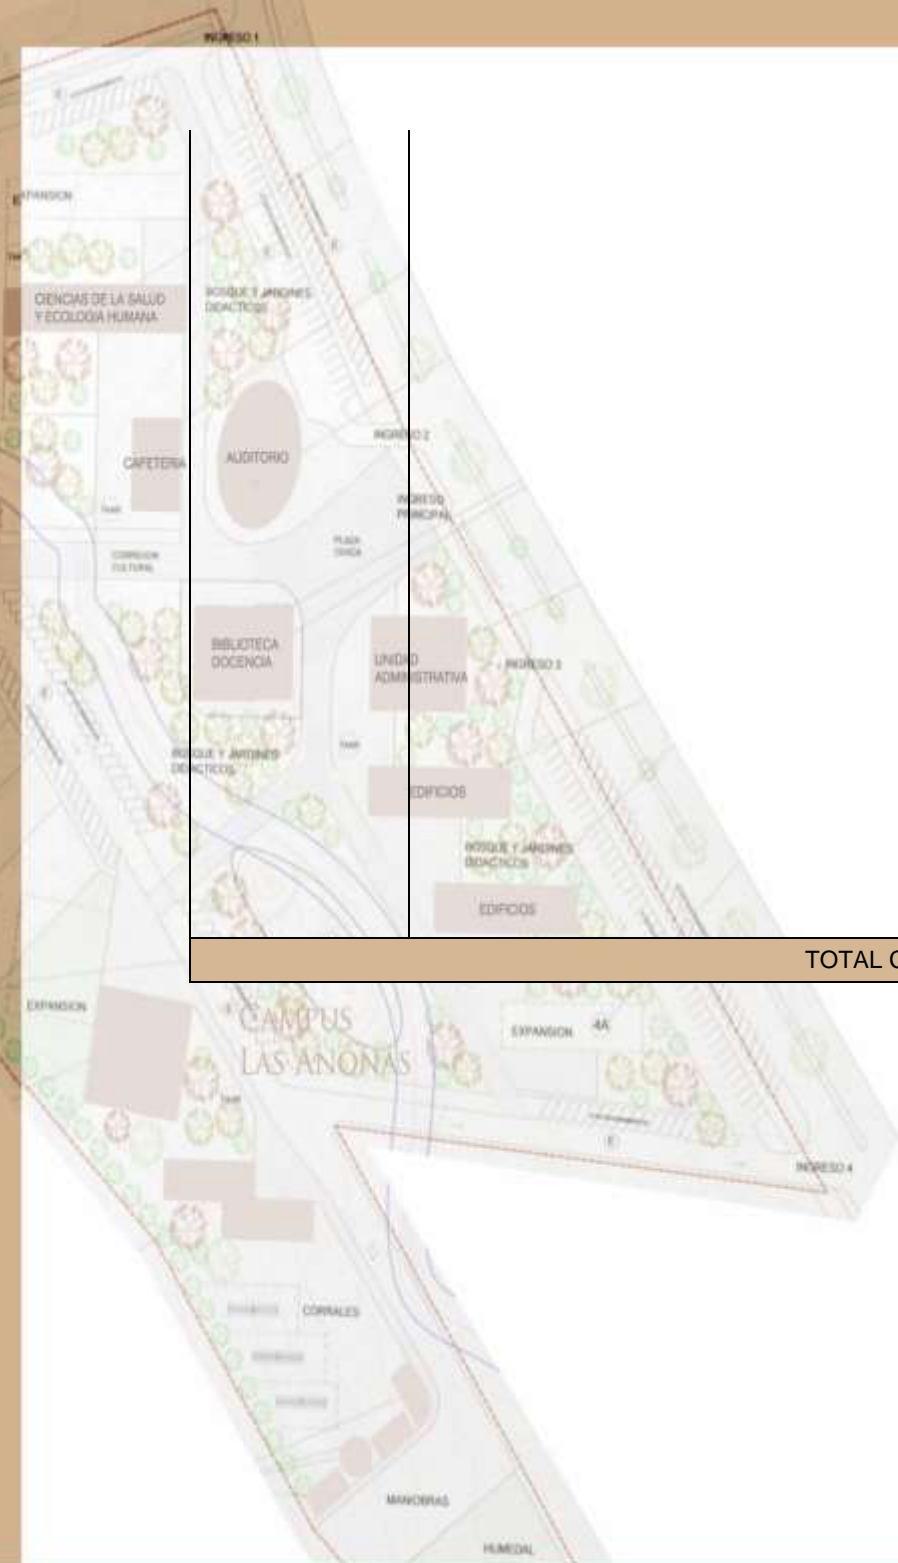 INGRESO 1
EXPANSION
CIENCIAS DE LA SALUD
Y ECOLOGIA HUMANA
BOSQUE Y JARDINES
DIDACTICOS
INGRESO 2
CAFETERIA
AUDITORIO
INGRESO
PRINCIPAL
PLAZA
CIVICA
CORREDOR
CULTURAL
BIBLIOTECA
DOCENCIA
UNIDAD
ADMINISTRATIVA
INGRESO 3
BOSQUE Y JARDINES
DIDACTICOS
EDIFICIOS
BOSQUE Y JARDINES
DIDACTICOS
EDIFICIOS
TOTAL
EXPANSION
CAMPUS
LAS ANONAS
EXPANSION 4A
INGRESO 4
CORRALES
MANIOBRAS
HUMEDAL